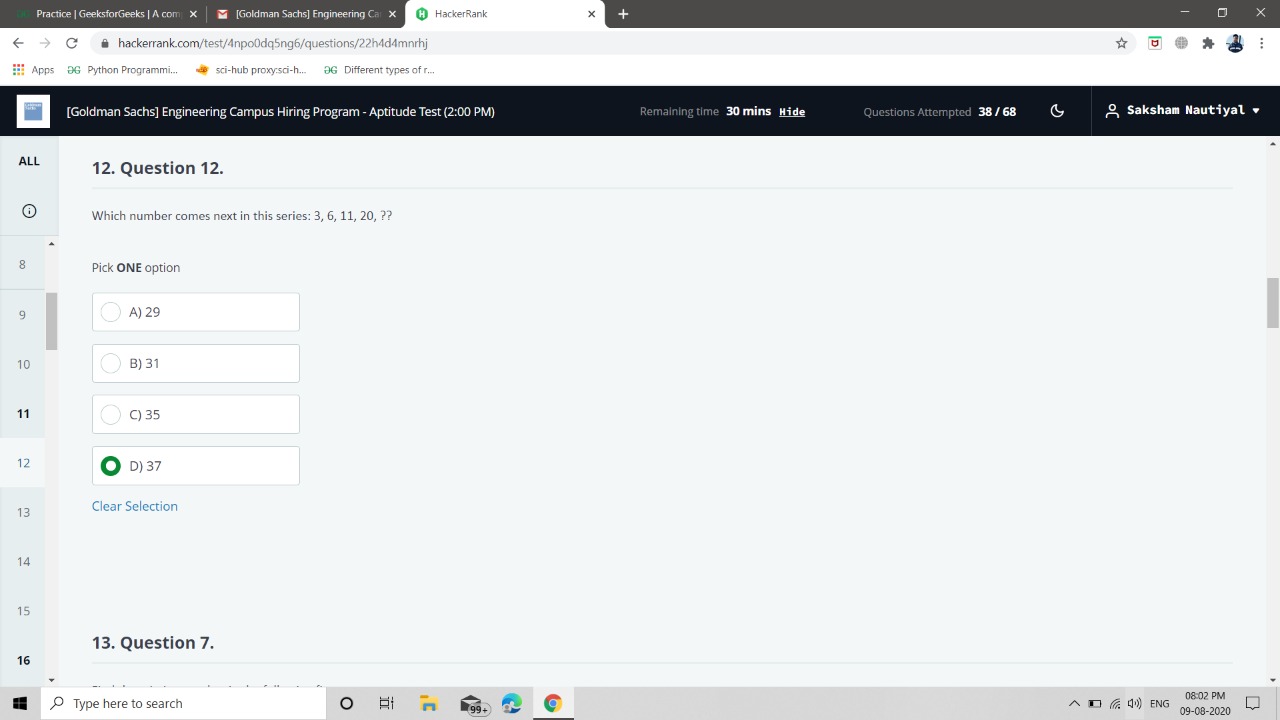 Practice | GeeksforGeeks | A com
[Goldman Sachs] Engineering Ca
HackerRank
hackerrank.com/test/4npo0dq5ng6/questions/22h4d4mnrhj
Apps
Python Programmi...
sci-hub proxy:sci-h...
Different types of r...
[Goldman Sachs] Engineering Campus Hiring Program - Aptitude Test (2:00 PM)
Remaining time 30 mins Hide
Questions Attempted 38 / 68
Saksham Nautiyal
ALL
8
9
10
11
12
13
14
15
16
12. Question 12.
Which number comes next in this series: 3, 6, 11, 20, ??
Pick ONE option
A) 29
B) 31
C) 35
D) 37
Clear Selection
13. Question 7.
Type here to search
99+
ENG
08:02 PM
09-08-2020